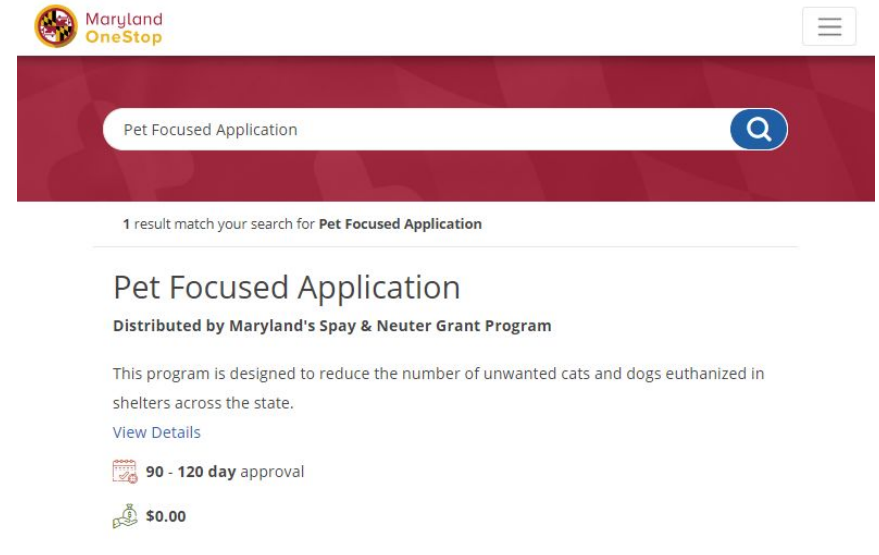 Maryland
OneStop
Pet Focused Application
1 result match your search for Pet Focused Application
Pet Focused Application
Distributed by Maryland's Spay & Neuter Grant Program
This program is designed to reduce the number of unwanted cats and dogs euthanized in
shelters across the state.
View Details
90 - 120 day approval
$0.00